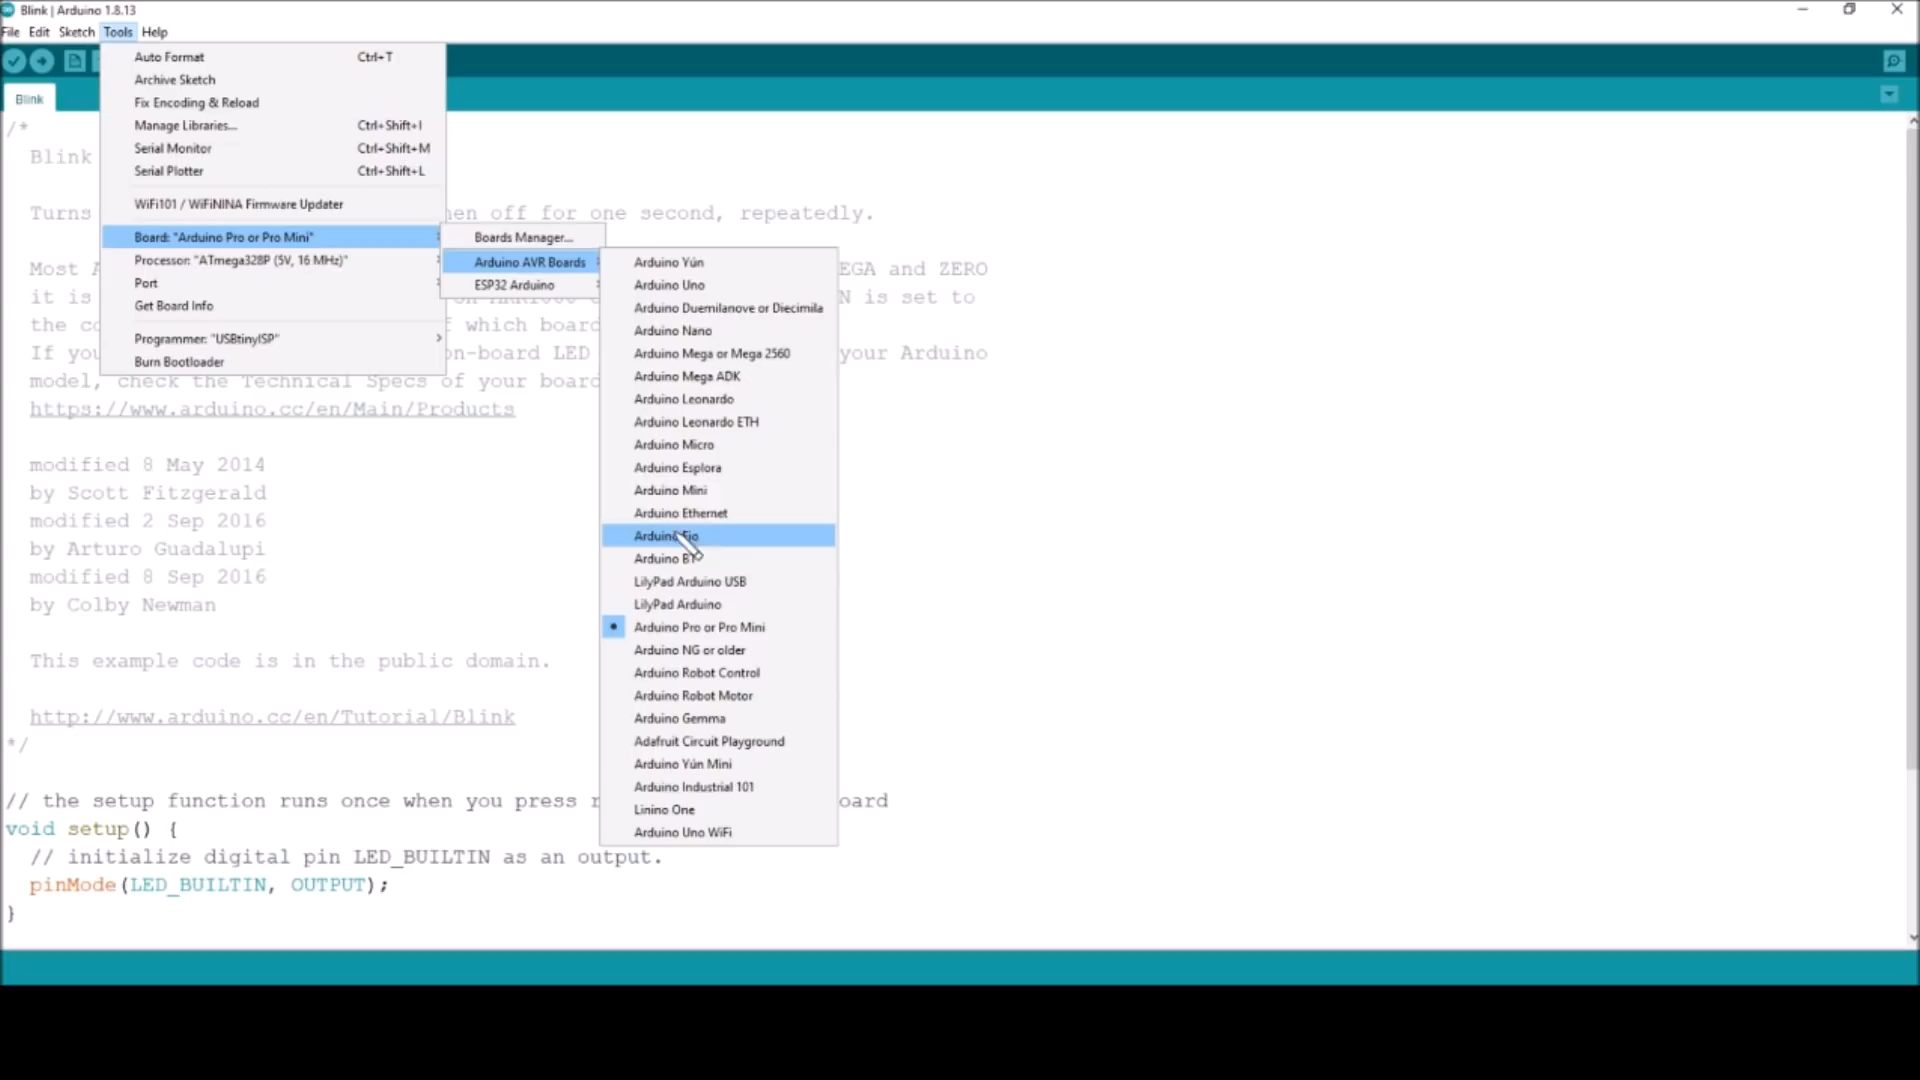 Blink | Arduino 1.8.13
File Edit Sketch Tools Help
Auto Format Ctrl+T
Archive Sketch
Fix Encoding & Reload
Manage Libraries... Ctrl+Shift+I
Serial Monitor Ctrl+Shift+M
Serial Plotter Ctrl+Shift+L
WiFi101 / WiFiNINA Firmware Updater
Board: "Arduino Pro or Pro Mini"
Processor: "ATmega328P (5V, 16 MHz)"
Port
Get Board Info
Programmer: "USBtinyISP"
Burn Bootloader
Boards Manager...
Arduino AVR Boards
ESP32 Arduino
Arduino Yún
Arduino Uno
Arduino Duemilanove or Diecimila
Arduino Nano
Arduino Mega or Mega 2560
Arduino Mega ADK
Arduino Leonardo
Arduino Leonardo ETH
Arduino Micro
Arduino Esplora
Arduino Mini
Arduino Ethernet
Arduino Fio
Arduino BT
LilyPad Arduino USB
LilyPad Arduino
Arduino Pro or Pro Mini
Arduino NG or older
Arduino Robot Control
Arduino Robot Motor
Arduino Gemma
Adafruit Circuit Playground
Arduino Yún Mini
Arduino Industrial 101
Linino One
Arduino Uno WiFi
Blink
/*
Blink
Turns hen off for one second, repeatedly.
Most A EGA and ZERO
it is N is set to
the co f which board
If you on-board LED your Arduino
model, check the Technical Specs of your board
https://www.arduino.cc/en/Main/Products
modified 8 May 2014
by Scott Fitzgerald
modified 2 Sep 2016
by Arturo Guadalupi
modified 8 Sep 2016
by Colby Newman
This example code is in the public domain.
http://www.arduino.cc/en/Tutorial/Blink
*/
// the setup function runs once when you press r oard
void setup() {
// initialize digital pin LED_BUILTIN as an output.
pinMode(LED_BUILTIN, OUTPUT);
}